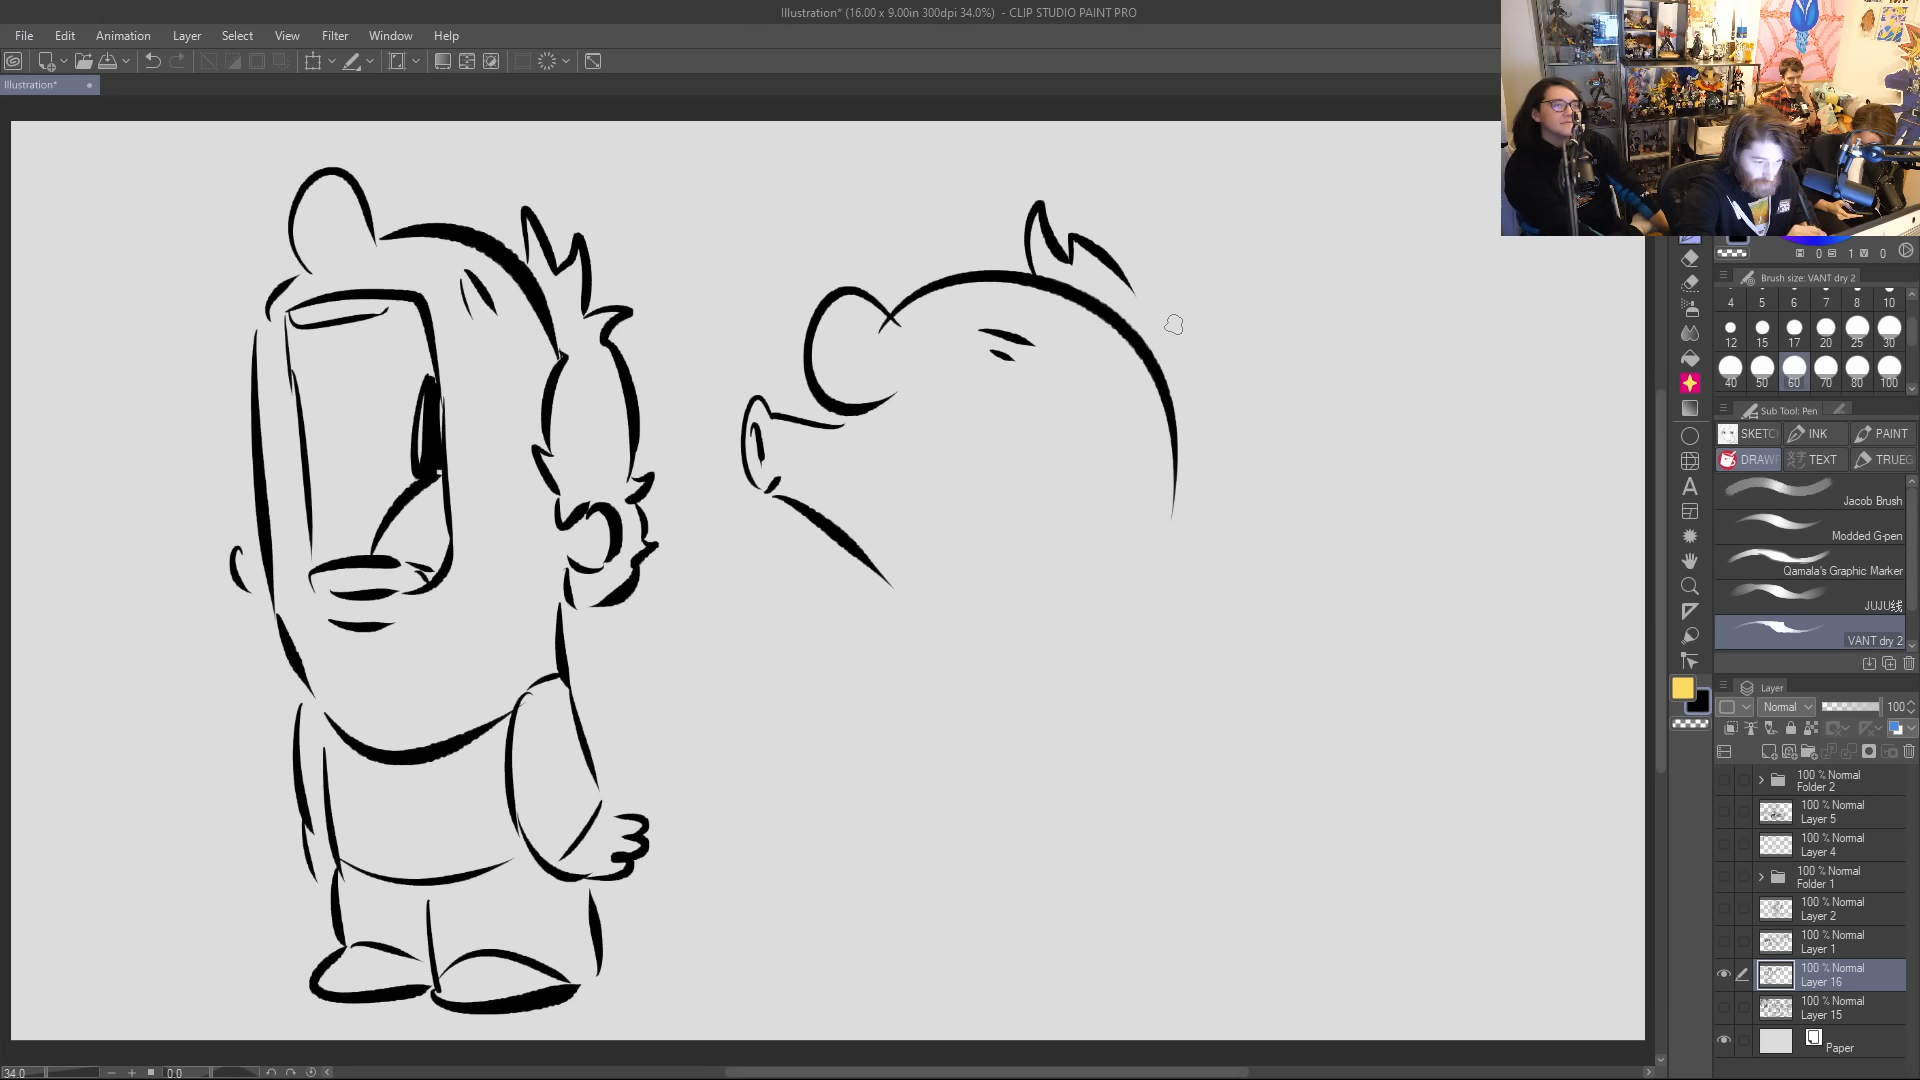 Illustration* (16.00 x 9.00in 300dpi 34.0%) - CLIP STUDIO PAINT PRO
File Edit Animation Layer Select View Filter Window Help
Illustration*
0 1 0
Brush size: VANT dry 2
4 5 6 7 8 10
12 15 17 20 25 30
40 50 60 70 80 100
Sub Tool: Pen
SKETC INK PAINT
DRAW TEXT TRUEG
Jacob Brush
Modded G-pen
Qamala's Graphic Marker
JUJU线
VANT dry 2
Layer
Normal 100
100 % Normal
Folder 2
100 % Normal
Layer 5
100 % Normal
Layer 4
100 % Normal
Folder 1
100 % Normal
Layer 2
100 % Normal
Layer 1
100 % Normal
Layer 16
100 % Normal
Layer 15
Paper
34.0 0.0